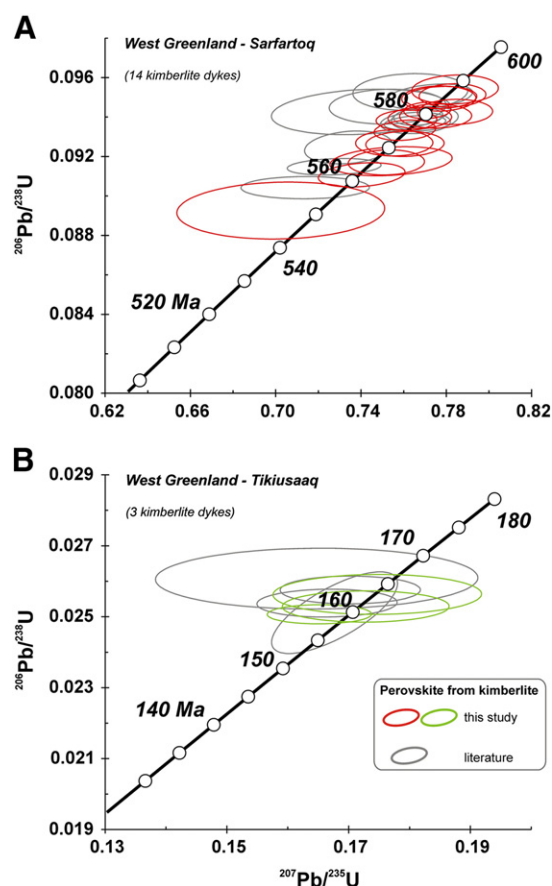 A
West Greenland - Sarfartoq
(14 kimberlite dykes)
600
580
560
540
520 Ma
0.096
0.092
0.088
0.084
0.080
206Pb/238U
0.62
0.66
0.70
0.74
0.78
0.82
B
West Greenland - Tikiusaaq
(3 kimberlite dykes)
180
170
160
150
140 Ma
0.029
0.027
0.025
0.023
0.021
0.019
206Pb/238U
Perovskite from kimberlite
this study
literature
0.13
0.15
0.17
0.19
207Pb/235U